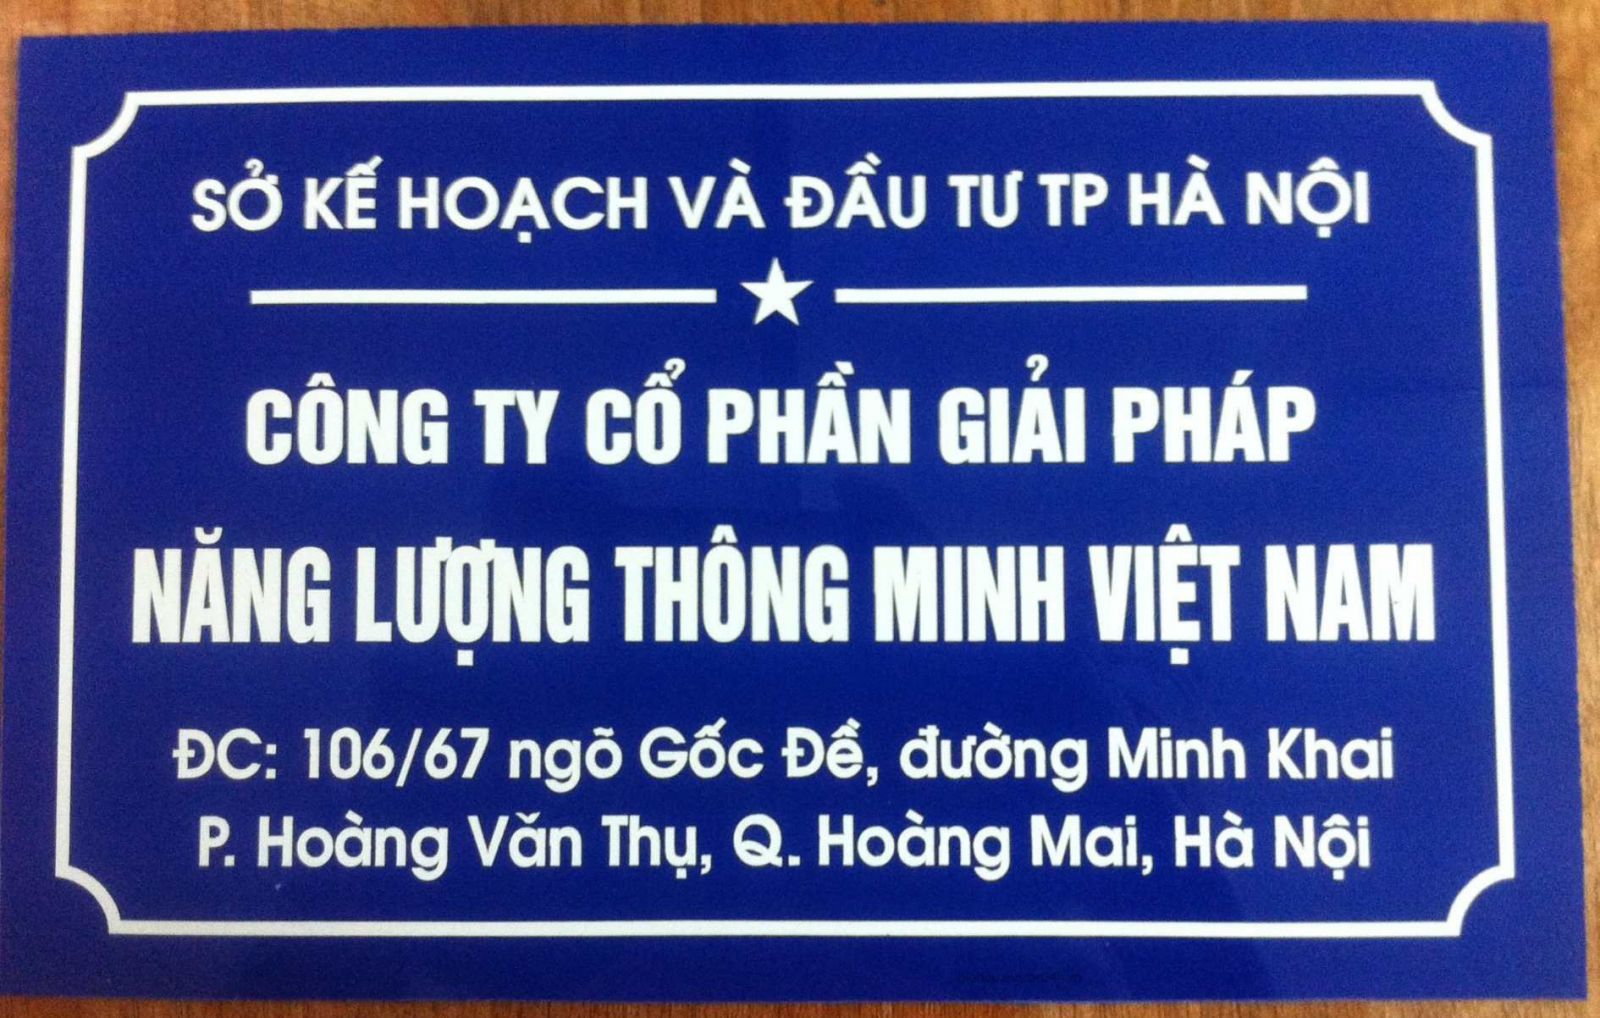 SỞ KẾ HOẠCH VÀ ĐẦU TƯ TP HÀ NỘI
CÔNG TY CỔ PHẦN GIẢI PHÁP
NĂNG LƯỢNG THÔNG MINH VIỆT NAM
ĐC: 106/67 ngõ Gốc Đề, đường Minh Khai
P. Hoàng Văn Thụ, Q. Hoàng Mai, Hà Nội